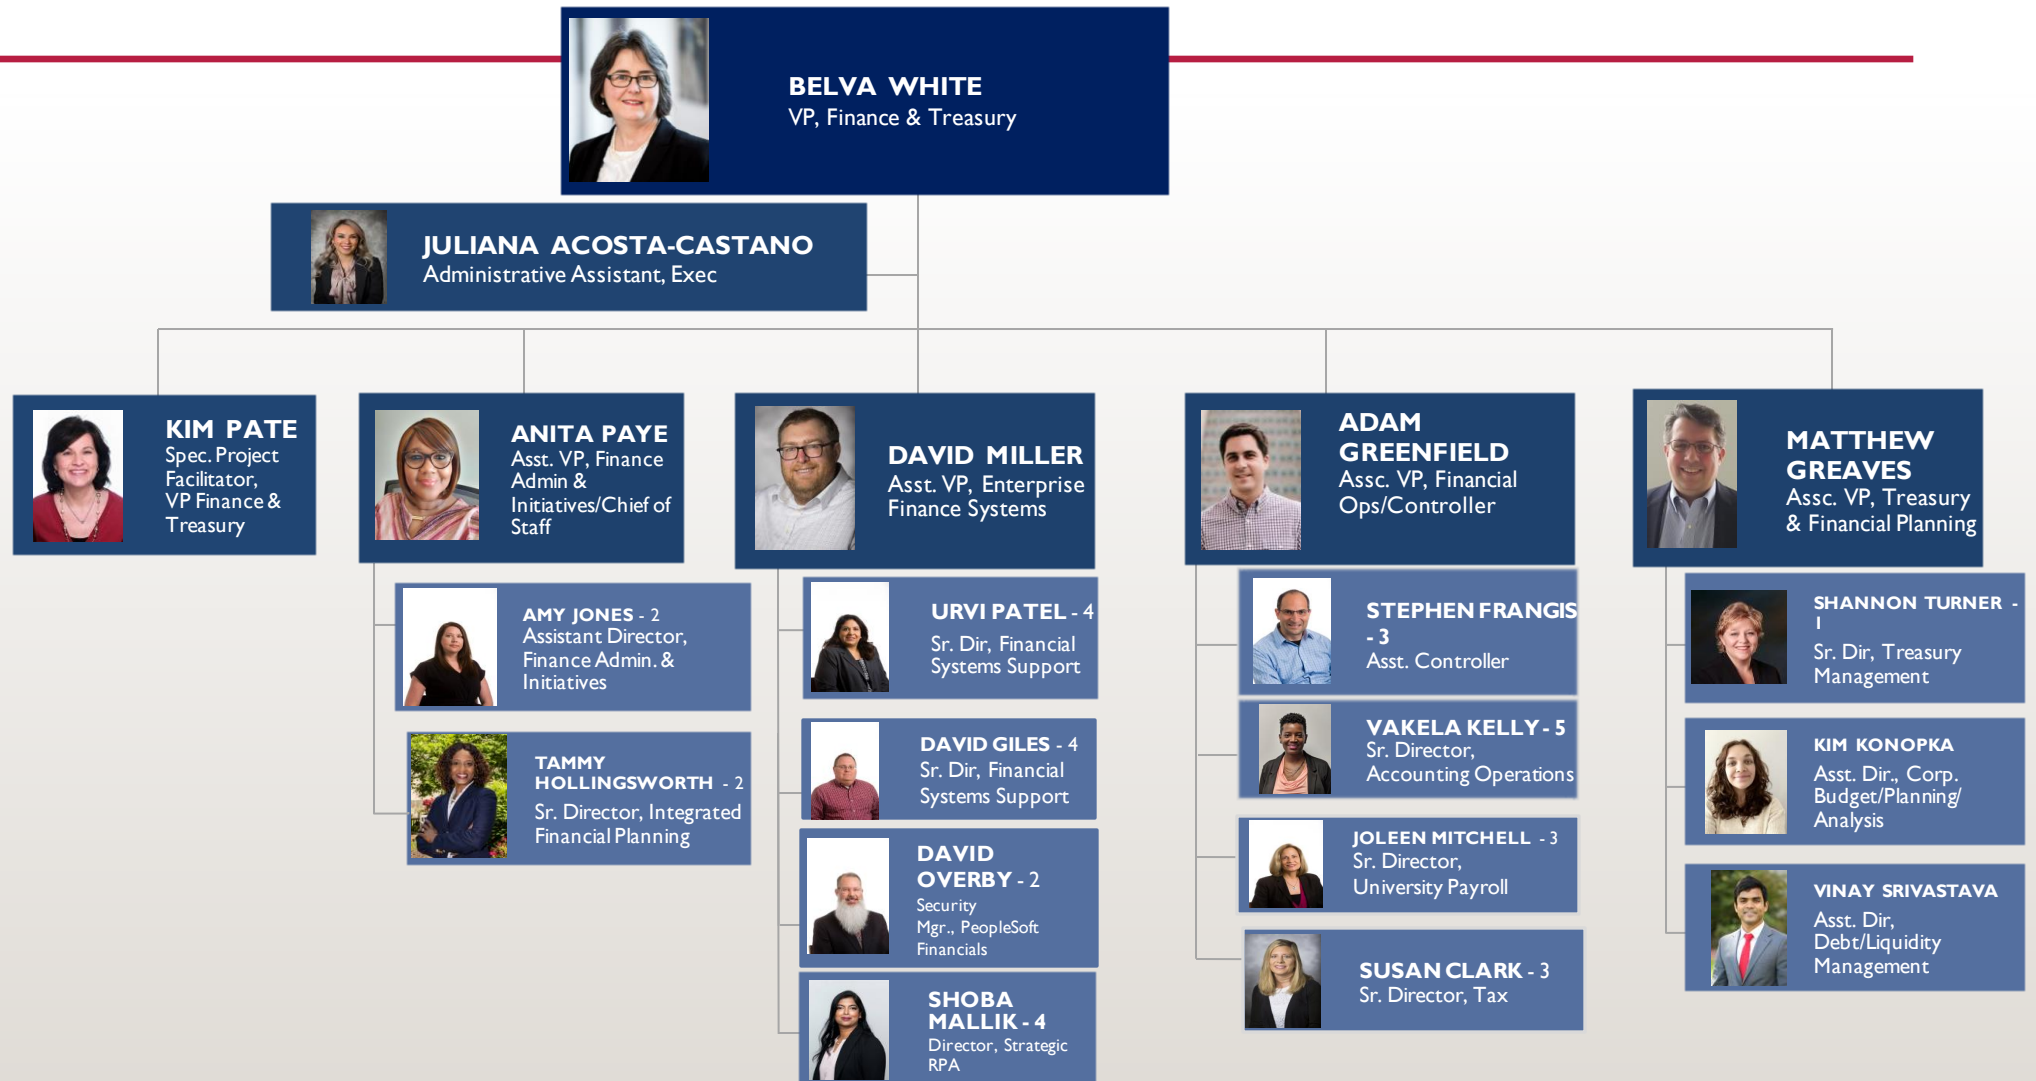 BELVA WHITE
VP, Finance & Treasury
JULIANA ACOSTA-CASTANO
Administrative Assistant, Exec
KIM PATE
Spec. Project
Facilitator,
VP Finance &
Treasury
ANITA PAYE
Asst. VP, Finance
Admin &
Initiatives/Chief of
Staff
DAVID MILLER
Asst. VP, Enterprise
Finance Systems
ADAM
GREENFIELD
Assc. VP, Financial
Ops/Controller
MATTHEW
GREAVES
Assc. VP, Treasury
& Financial Planning
AMY JONES - 2
Assistant Director,
Finance Admin. &
Initiatives
TAMMY
HOLLINGSWORTH - 2
Sr. Director, Integrated
Financial Planning
URVI PATEL - 4
Sr. Dir, Financial
Systems Support
DAVID GILES - 4
Sr. Dir, Financial
Systems Support
DAVID
OVERBY - 2
Security
Mgr., PeopleSoft
Financials
SHOBA
MALLIK - 4
Director, Strategic
RPA
STEPHEN FRANGIS
- 3
Asst. Controller
VAKELA KELLY - 5
Sr. Director,
Accounting Operations
JOLEEN MITCHELL - 3
Sr. Director,
University Payroll
SUSAN CLARK - 3
Sr. Director, Tax
SHANNON TURNER -
1
Sr. Dir, Treasury
Management
KIM KONOPKA
Asst. Dir., Corp.
Budget/Planning/
Analysis
VINAY SRIVASTAVA
Asst. Dir,
Debt/Liquidity
Management